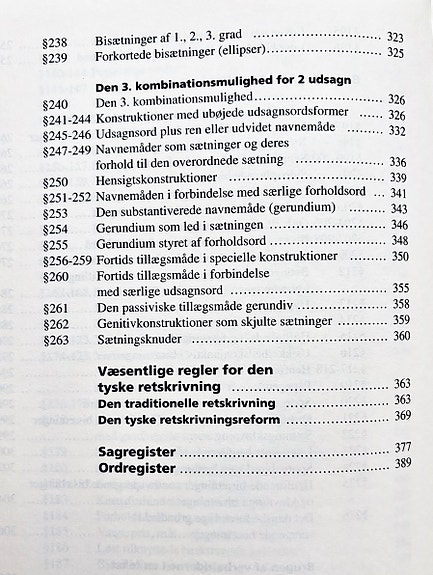 §238 Bisætninger af 1., 2., 3. grad ........................ 323
§239 Forkortede bisætninger (ellipser)........................ 325
Den 3. kombinationsmulighed for 2 udsagn
§240 Den 3. kombinationsmulighed........................ 326
§241-244 Konstruktioner med ubøjede udsagnsordsformer ........ 326
§245-246 Udsagnsord plus ren eller udvidet navnemåde ........... 332
§247-249 Navnemåder som sætninger og deres
forhold til den overordnede sætning ................... 336
§250 Hensigtskonstruktioner ........................ 339
§251-252 Navnemåden i forbindelse med særlige forholdsord ... 341
§253 Den substantiverede navnemåde (gerundium) ........... 343
§254 Gerundium som led i sætningen ........................ 346
§255 Gerundium styret af forholdsord ........................ 348
§256-259 Fortids tillægsmåde i specielle konstruktioner .......... 350
§260 Fortids tillægsmåde i forbindelse
med særlige udsagnsord ........................ 355
§261 Den passiviske tillægsmåde gerundiv .................. 358
§262 Genitivkonstruktioner som skjulte sætninger ........... 359
§263 Sætningsknuder ........................ 360
Væsentlige regler for den
tyske retskrivning ........................ 363
Den traditionelle retskrivning ........................ 363
Den tyske retskrivningsreform ........................ 369
Sagregister ........................ 377
Ordregister ........................ 389